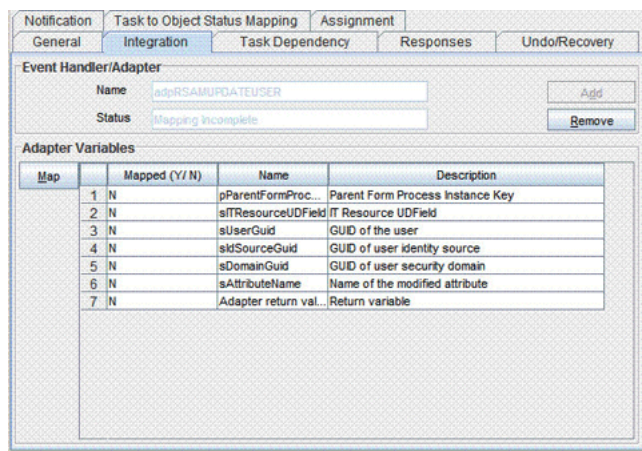 Notification Task to Object Status Mapping Assignment
General Integration Task Dependency Responses Undo/Recovery
Event Handler/Adapter
Name adpRSAMUPDATEUSER Add
Status Mapping Incomplete Remove
Adapter Variables
Map Mapped (Y/ N) Name Description
1 N pParentFormProc... Parent Form Process Instance Key
2 N sITResourceUDField IT Resource UDField
3 N sUserGuid GUID of the user
4 N sIdSourceGuid GUID of user identity source
5 N sDomainGuid GUID of user security domain
6 N sAttributeName Name of the modified attribute
7 N Adapter return val... Return variable